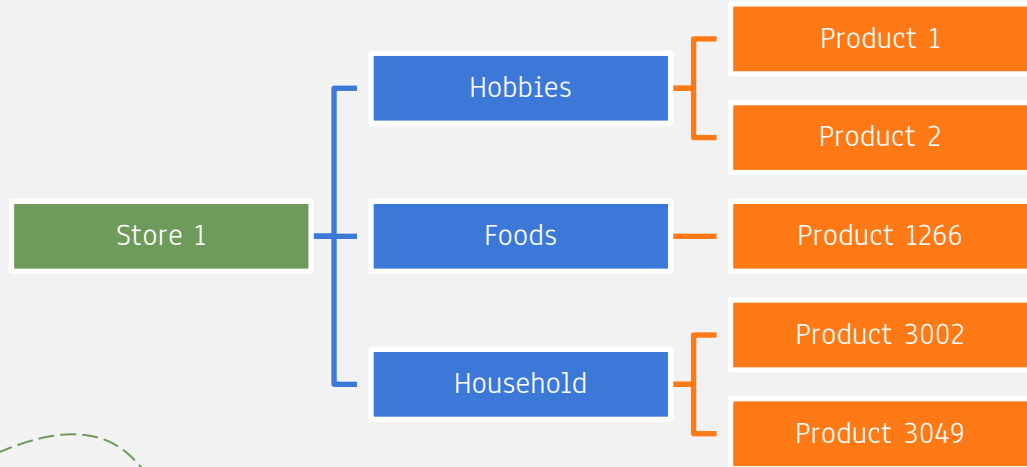 Store 1
Hobbies
Foods
Household
Product 1
Product 2
Product 1266
Product 3002
Product 3049